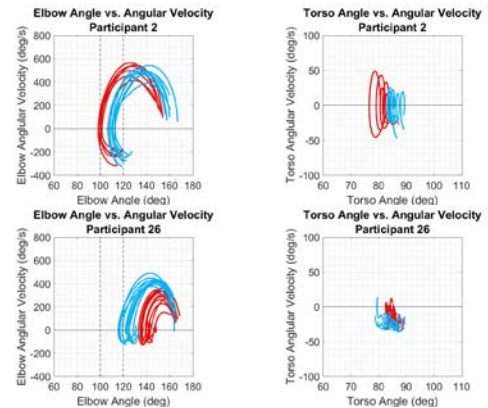 Elbow Angle vs. Angular Velocity
Participant 2
Elbow Anglular Velocity (deg/s)
800
600
400
200
0
-200
-400
60 80 100 120 140 160 180
Elbow Angle (deg)
Torso Angle vs. Angular Velocity
Participant 2
Torso Anglular Velocity (deg/s)
100
50
0
-50
-100
60 70 80 90 100 110
Torso Angle (deg)
Elbow Angle vs. Angular Velocity
Participant 26
Elbow Anglular Velocity (deg/s)
800
600
400
200
0
-200
-400
60 80 100 120 140 160 180
Elbow Angle (deg)
Torso Angle vs. Angular Velocity
Participant 26
Torso Anglular Velocity (deg/s)
100
50
0
-50
-100
60 70 80 90 100 110
Torso Angle (deg)